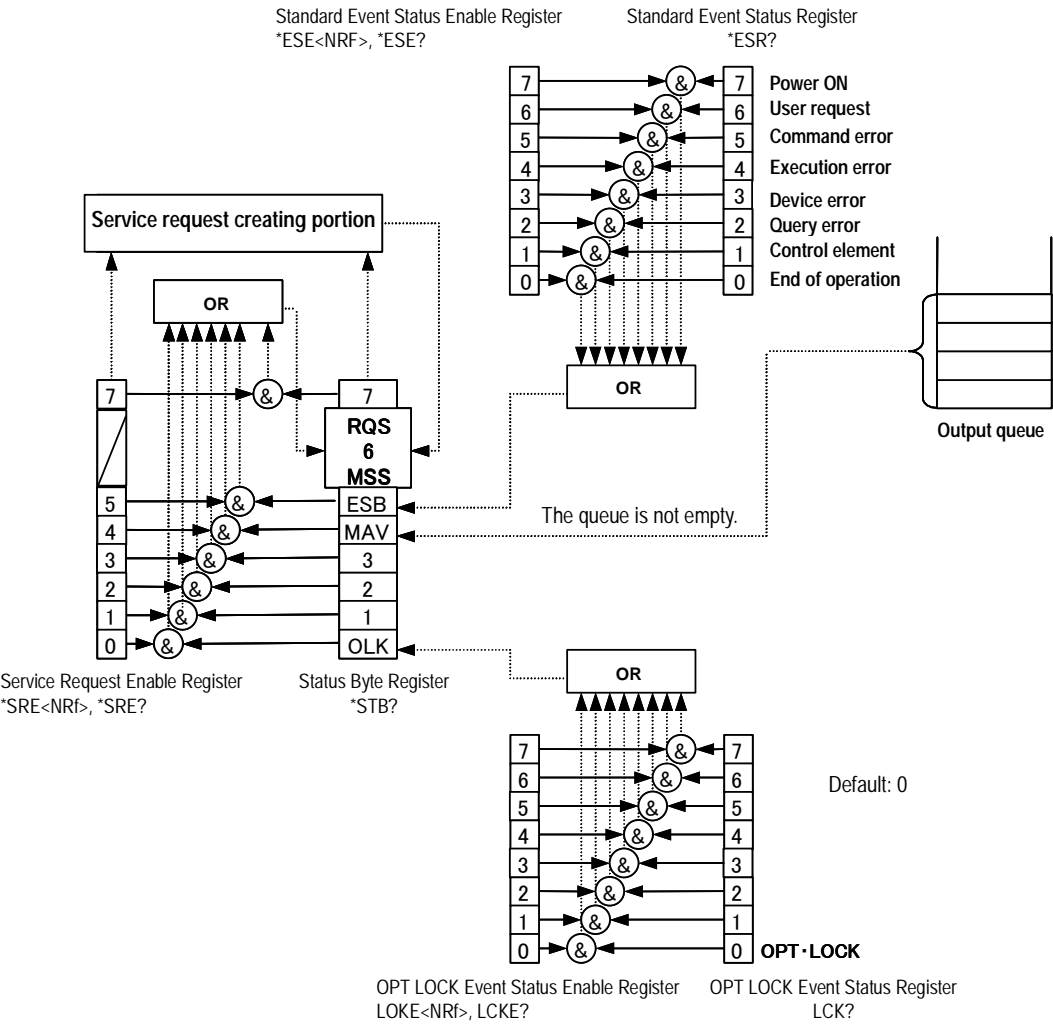 Standard Event Status Enable Register
*ESE<NRF>, *ESE?
Standard Event Status Register
*ESR?
7 & 7 Power ON
6 & 6 User request
5 & 5 Command error
4 & 4 Execution error
3 & 3 Device error
2 & 2 Query error
1 & 1 Control element
0 & 0 End of operation
OR
Output queue
The queue is not empty.
Service request creating portion
OR
7 & 7
RQS
6
MSS
5 & ESB
4 & MAV
3 & 3
2 & 2
1 & 1
0 & OLK
Service Request Enable Register
*SRE<NRf>, *SRE?
Status Byte Register
*STB?
OR
7 & 7
6 & 6
5 & 5
4 & 4
3 & 3
2 & 2
1 & 1
0 & 0 OPT·LOCK
Default: 0
OPT LOCK Event Status Enable Register
LOKE<NRf>, LCKE?
OPT LOCK Event Status Register
LCK?